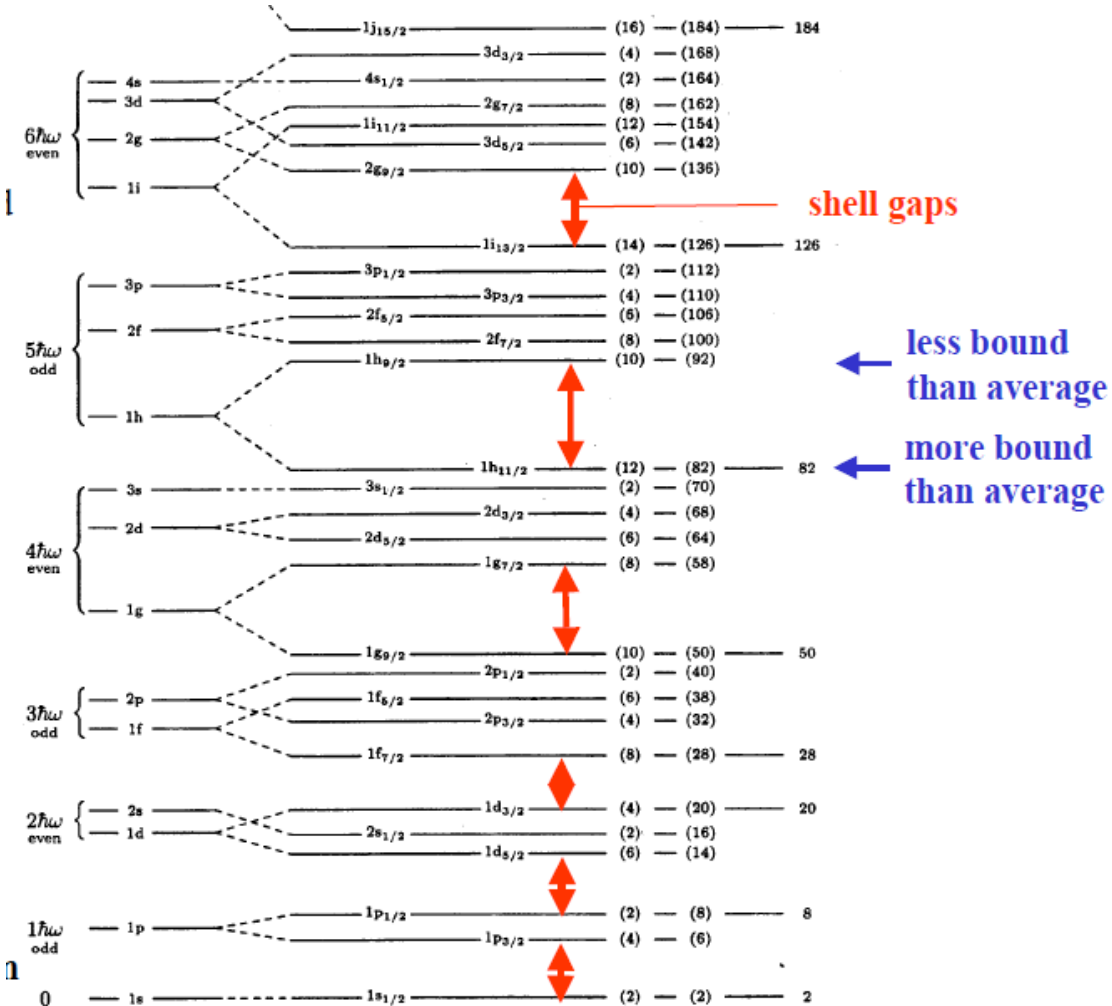 1j15/2 (16) — (184) — 184
3d3/2 (4) — (168)
4s 4s1/2 (2) — (164)
3d
2g7/2 (8) — (162)
6ħω even
1i11/2 (12) — (154)
2g 3d5/2 (6) — (142)
2g9/2 (10) — (136)
1i
d
shell gaps
1i13/2 (14) — (126) — 126
3p1/2 (2) — (112)
3p
3p3/2 (4) — (110)
2f5/2 (6) — (106)
2f
2f7/2 (8) — (100)
5ħω odd
1h9/2 (10) — (92)
less bound
than average
1h
1h11/2 (12) — (82) — 82
more bound
than average
3s 3s1/2 (2) — (70)
2d3/2 (4) — (68)
2d
2d5/2 (6) — (64)
4ħω even
1g7/2 (8) — (58)
1g
1g9/2 (10) — (50) — 50
2p1/2 (2) — (40)
2p 1f5/2 (6) — (38)
3ħω odd
2p3/2 (4) — (32)
1f
1f7/2 (8) — (28) — 28
2s 1d3/2 (4) — (20) — 20
2ħω even
1d 2s1/2 (2) — (16)
1d5/2 (6) — (14)
1p1/2 (2) — (8) — 8
1ħω odd
1p
1p3/2 (4) — (6)
n
0 1s 1s1/2 (2) — (2) — 2